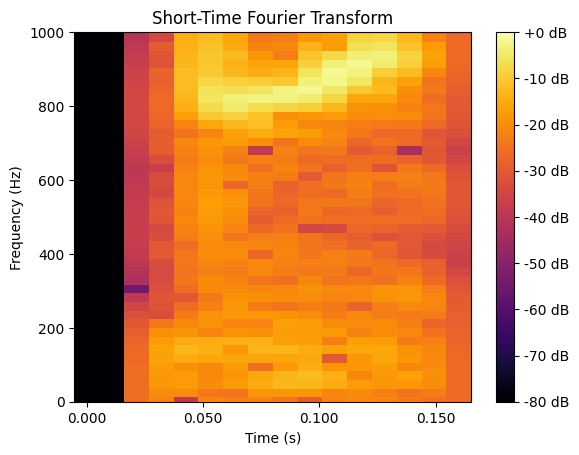 Short-Time Fourier Transform
1000
800
600
400
200
0
Frequency (Hz)
0.000
0.050
0.100
0.150
Time (s)
+0 dB
-10 dB
-20 dB
-30 dB
-40 dB
-50 dB
-60 dB
-70 dB
-80 dB